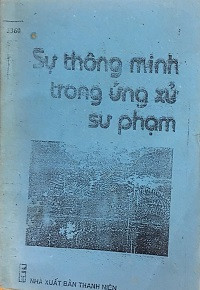 Sự thông minh
trong ứng xử
sư phạm
NHÀ XUẤT BẢN THANH NIÊN